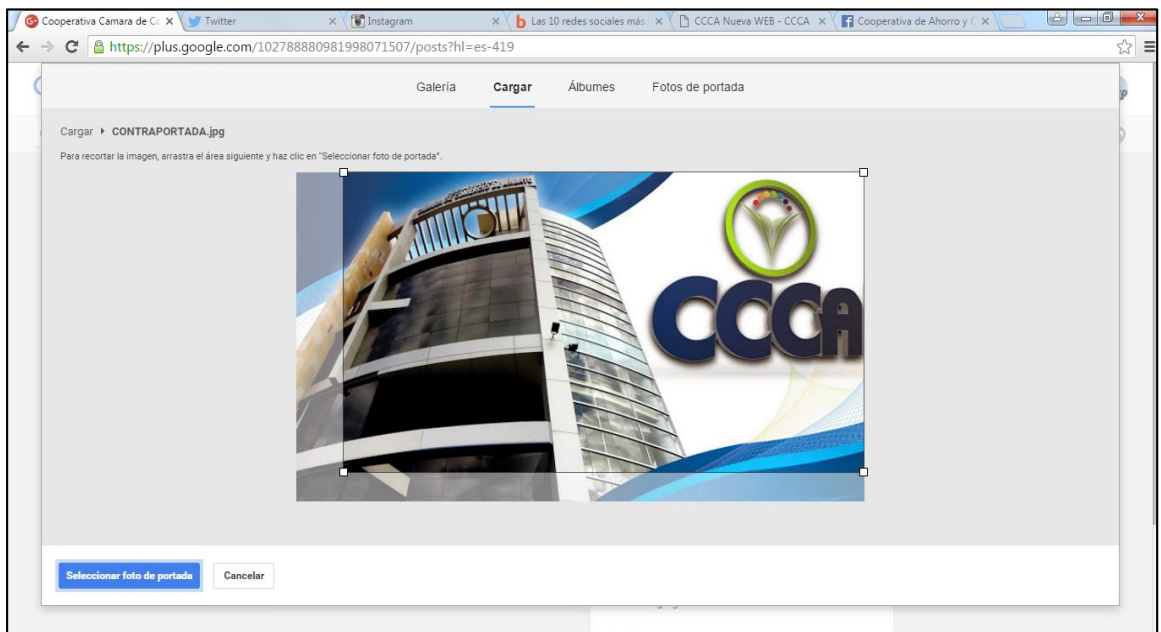 Cooperativa Camara de Co
Twitter
Instagram
Las 10 redes sociales más
CCCA Nueva WEB - CCCA
Cooperativa de Ahorro y C
https://plus.google.com/102788880981998071507/posts?hl=es-419
Galería Cargar Álbumes Fotos de portada
Cargar CONTRAPORTADA.jpg
Para recortar la imagen, arrastra el área siguiente y haz clic en "Seleccionar foto de portada".
CCCA
Seleccionar foto de portada Cancelar